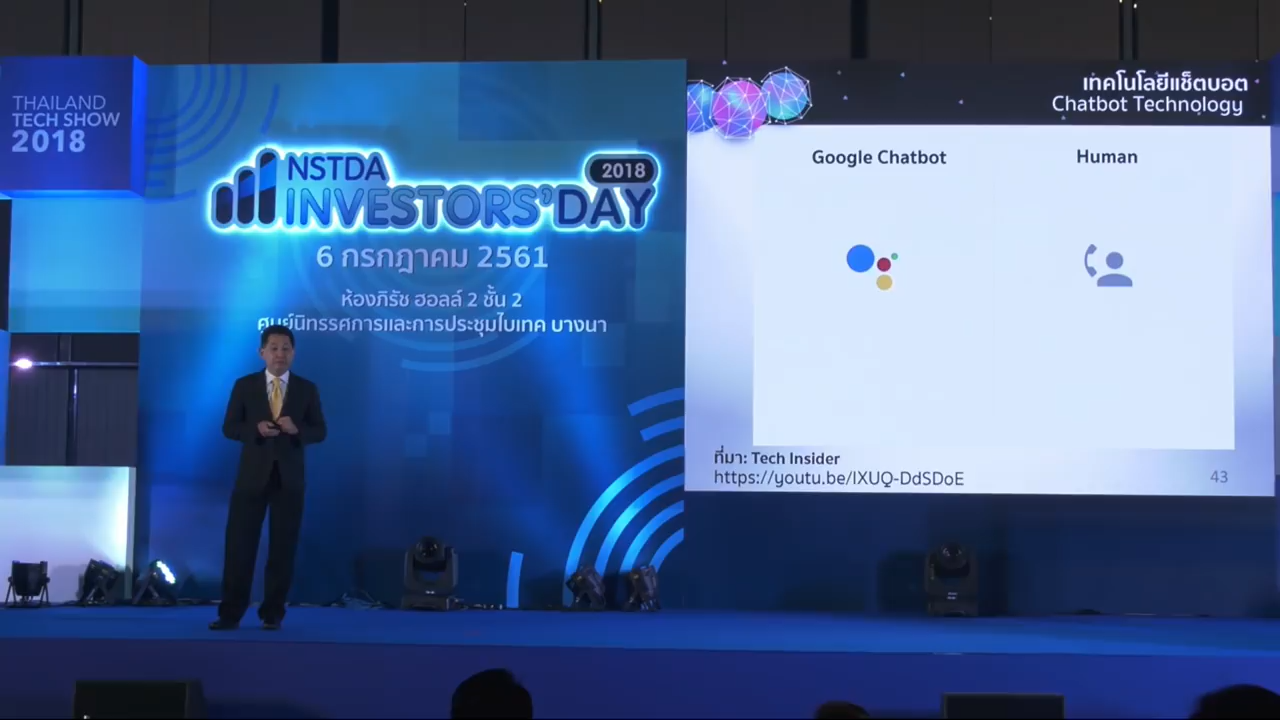 THAILAND
TECH SHOW
2018
NSTDA
2018
INVESTORS' DAY
6 กรกฎาคม 2561
ห้องภิรัช ฮอลล์ 2 ชั้น 2
ศูนย์นิทรรศการและการประชุมไบเทค บางนา
เทคโนโลยีแช็ตบอต
Chatbot Technology
Google Chatbot
Human
ที่มา: Tech Insider
https://youtu.be/IXUQ-DdSDoE
43